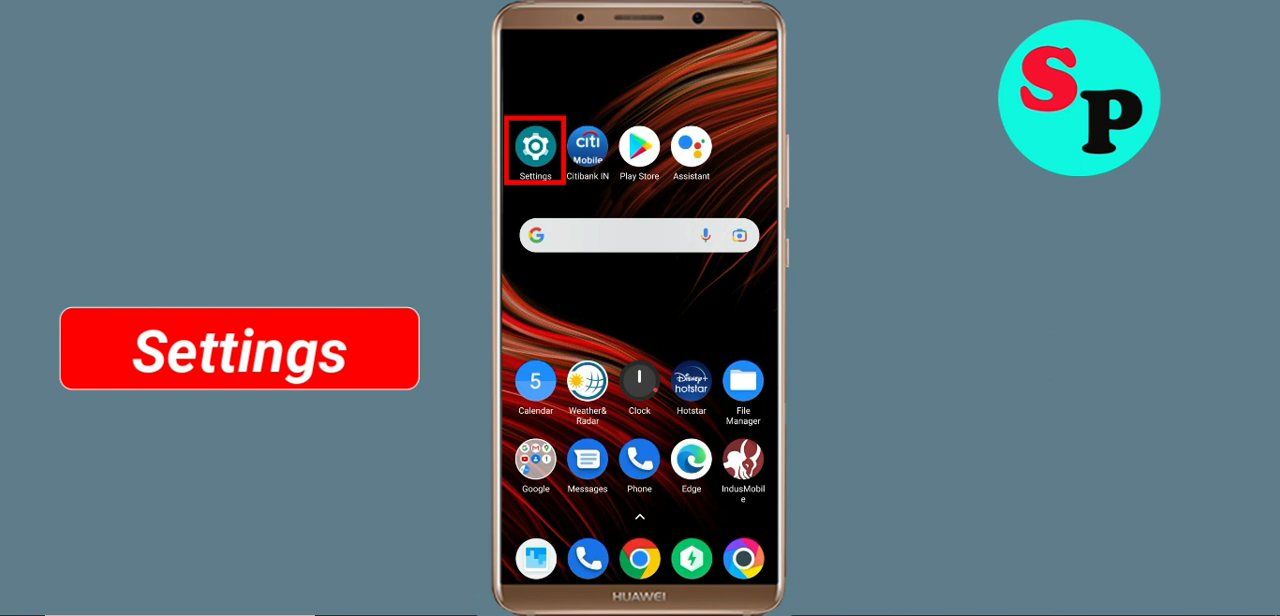 SP
citi
Mobile
Settings
Citibank IN
Play Store
Assistant
G
Settings
5
Disney+
hotstar
Calendar
Weather&
Radar
Clock
Hotstar
File
Manager
Google
Messages
Phone
Edge
IndusMobil
e
HUAWEI